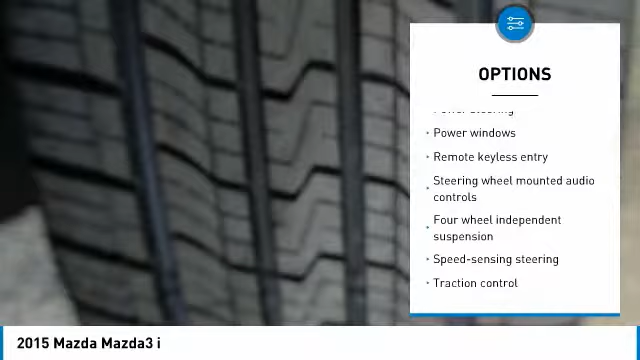 OPTIONS
Power windows
Remote keyless entry
Steering wheel mounted audio
controls
Four wheel independent
suspension
Speed-sensing steering
Traction control
2015 Mazda Mazda3 i